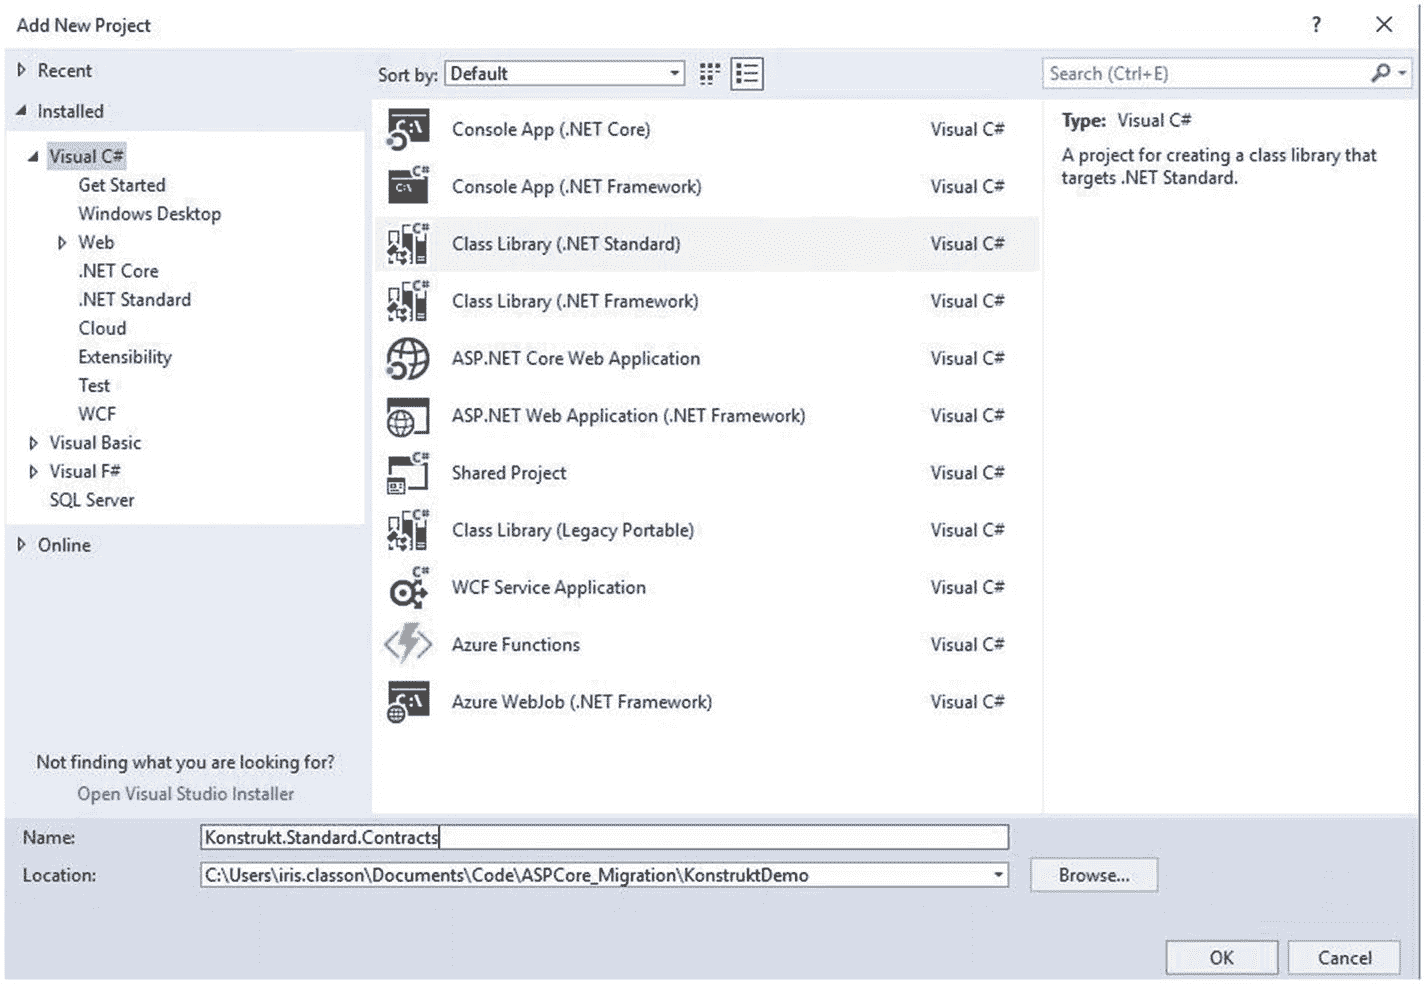 Add New Project
?
Recent
Installed
Visual C#
Get Started
Windows Desktop
Web
.NET Core
.NET Standard
Cloud
Extensibility
Test
WCF
Visual Basic
Visual F#
SQL Server
Online
Not finding what you are looking for?
Open Visual Studio Installer
Sort by: Default
Search (Ctrl+E)
Console App (.NET Core) Visual C#
Console App (.NET Framework) Visual C#
Class Library (.NET Standard) Visual C#
Class Library (.NET Framework) Visual C#
ASP.NET Core Web Application Visual C#
ASP.NET Web Application (.NET Framework) Visual C#
Shared Project Visual C#
Class Library (Legacy Portable) Visual C#
WCF Service Application Visual C#
Azure Functions Visual C#
Azure WebJob (.NET Framework) Visual C#
Type: Visual C#
A project for creating a class library that
targets .NET Standard.
Name: Konstrukt.Standard.Contracts
Location: C:\Users\iris.classon\Documents\Code\ASPCore_Migration\KonstruktDemo
Browse...
OK
Cancel